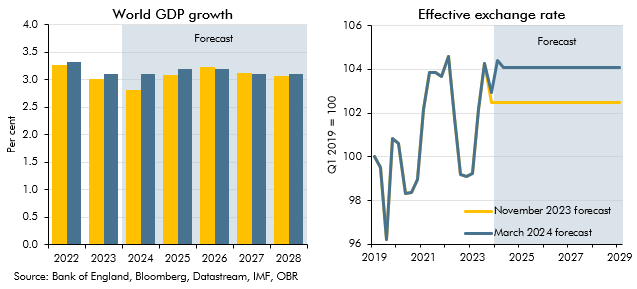 World GDP growth
Effective exchange rate
4.0
3.5
3.0
2.5
2.0
1.5
1.0
0.5
0.0
Per cent
Forecast
2022 2023 2024 2025 2026 2027 2028
106
104
102
100
98
96
Q1 2019 = 100
Forecast
November 2023 forecast
March 2024 forecast
2019 2021 2023 2025 2027 2029
Source: Bank of England, Bloomberg, Datastream, IMF, OBR